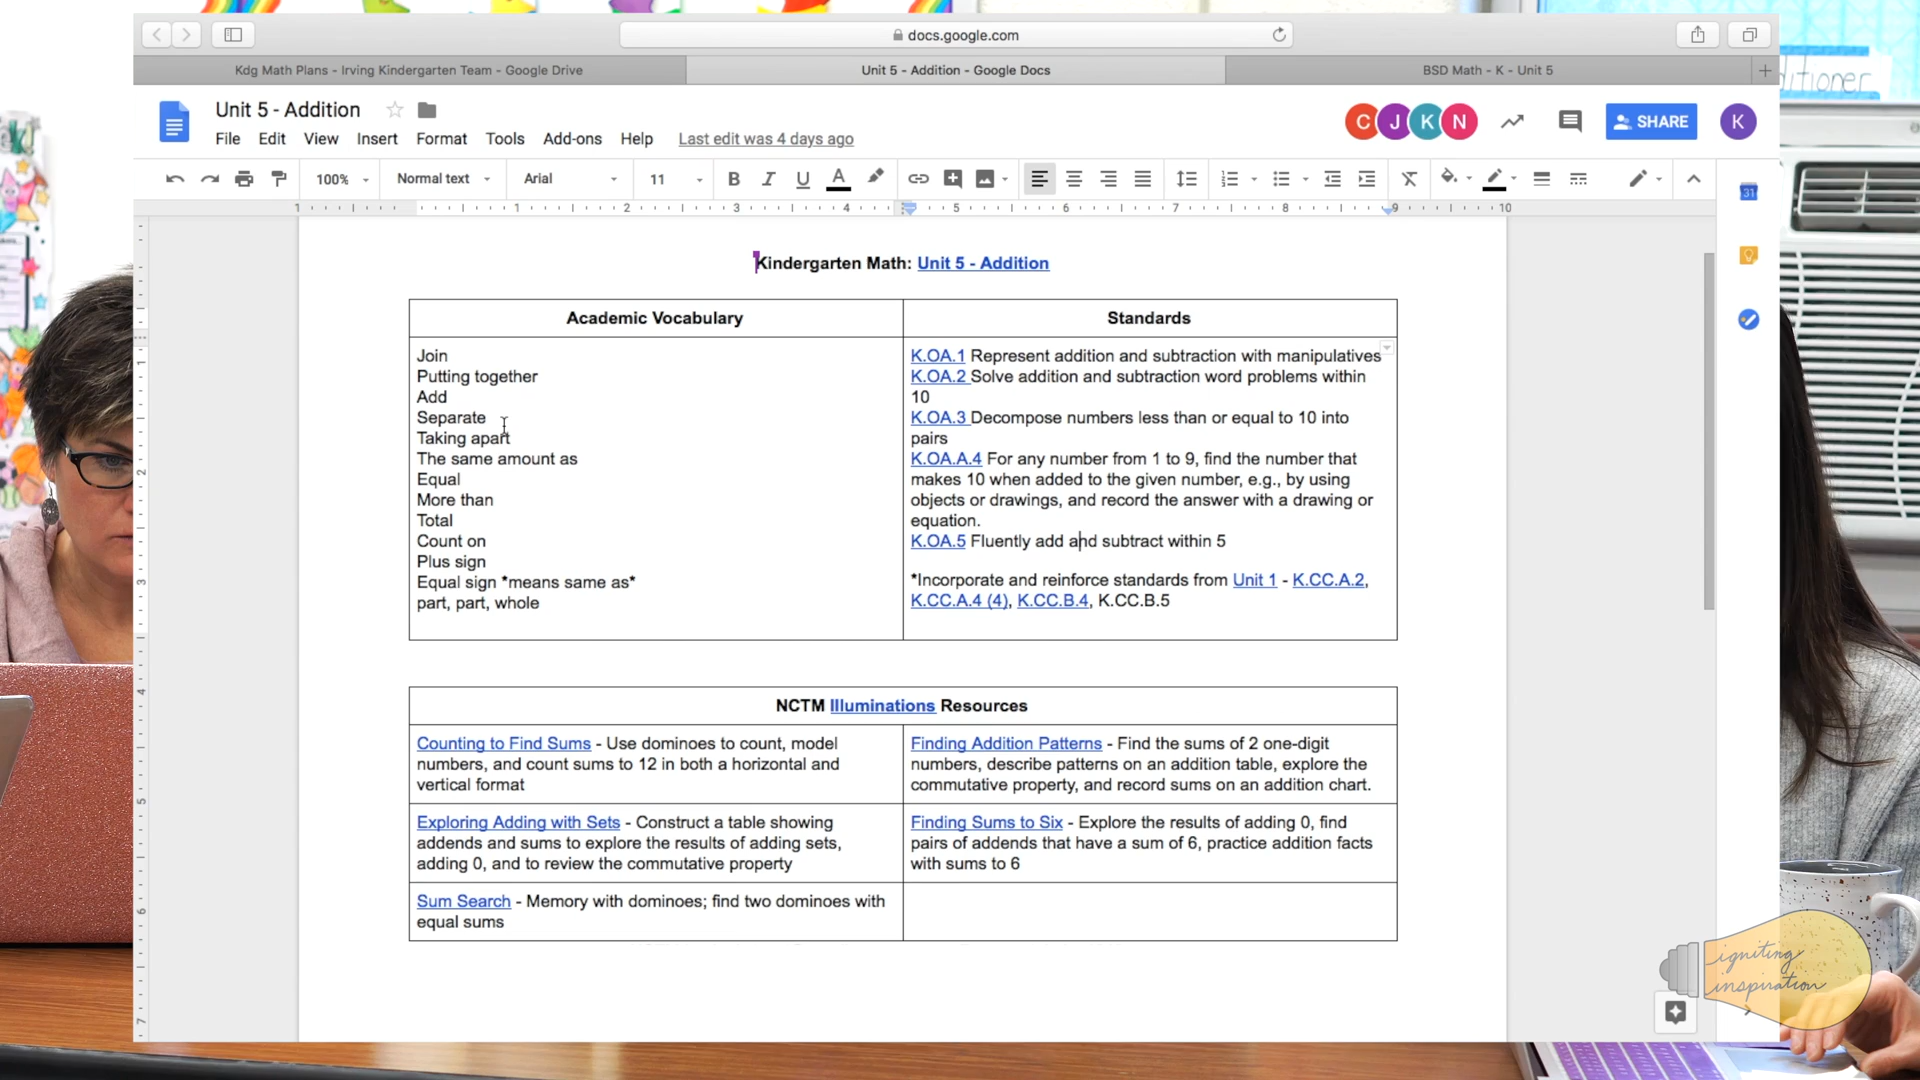 docs.google.com
Kdg Math Plans - Irving Kindergarten Team - Google Drive
Unit 5 - Addition - Google Docs
BSD Math - K - Unit 5
Unit 5 - Addition
File Edit View Insert Format Tools Add-ons Help Last edit was 4 days ago
C J K N
SHARE
K
100% Normal text Arial 11
1 1 2 3 4 5 6 7 8 9 10
31
Kindergarten Math: Unit 5 - Addition
Academic Vocabulary
Join
Putting together
Add
Separate
Taking apart
The same amount as
Equal
More than
Total
Count on
Plus sign
Equal sign *means same as*
part, part, whole
Standards
K.OA.1 Represent addition and subtraction with manipulatives
K.OA.2 Solve addition and subtraction word problems within
10
K.OA.3 Decompose numbers less than or equal to 10 into
pairs
K.OA.A.4 For any number from 1 to 9, find the number that
makes 10 when added to the given number, e.g., by using
objects or drawings, and record the answer with a drawing or
equation.
K.OA.5 Fluently add and subtract within 5
*Incorporate and reinforce standards from Unit 1 - K.CC.A.2,
K.CC.A.4 (4), K.CC.B.4, K.CC.B.5
NCTM Illuminations Resources
Counting to Find Sums - Use dominoes to count, model
numbers, and count sums to 12 in both a horizontal and
vertical format
Finding Addition Patterns - Find the sums of 2 one-digit
numbers, describe patterns on an addition table, explore the
commutative property, and record sums on an addition chart.
Exploring Adding with Sets - Construct a table showing
addends and sums to explore the results of adding sets,
adding 0, and to review the commutative property
Finding Sums to Six - Explore the results of adding 0, find
pairs of addends that have a sum of 6, practice addition facts
with sums to 6
Sum Search - Memory with dominoes; find two dominoes with
equal sums
igniting
inspiration